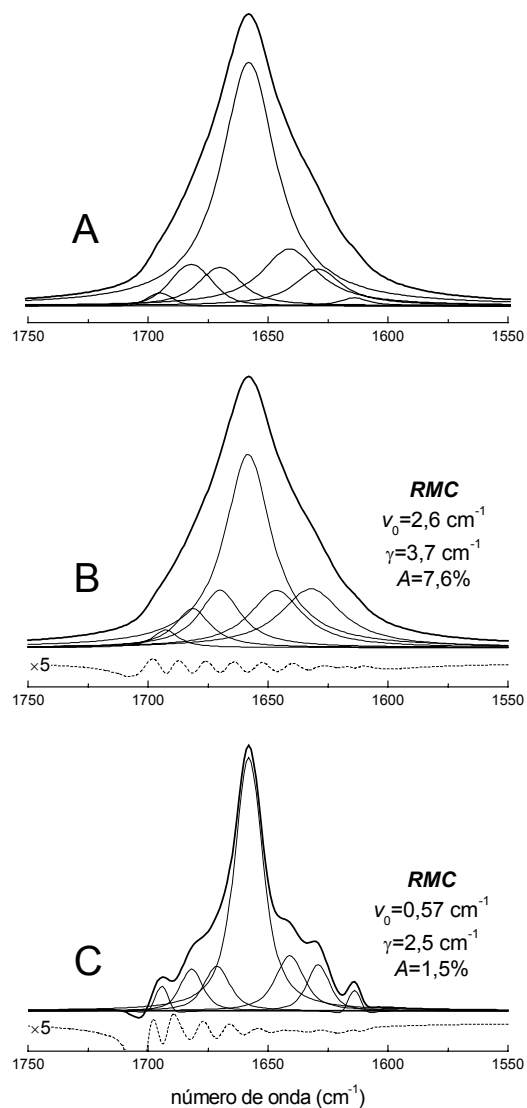 A
1750 1700 1650 1600 1550
B
RMC
ν₀=2,6 cm⁻¹
γ=3,7 cm⁻¹
A=7,6%
×5
1750 1700 1650 1600 1550
C
RMC
ν₀=0,57 cm⁻¹
γ=2,5 cm⁻¹
A=1,5%
×5
1750 1700 1650 1600 1550
número de onda (cm⁻¹)